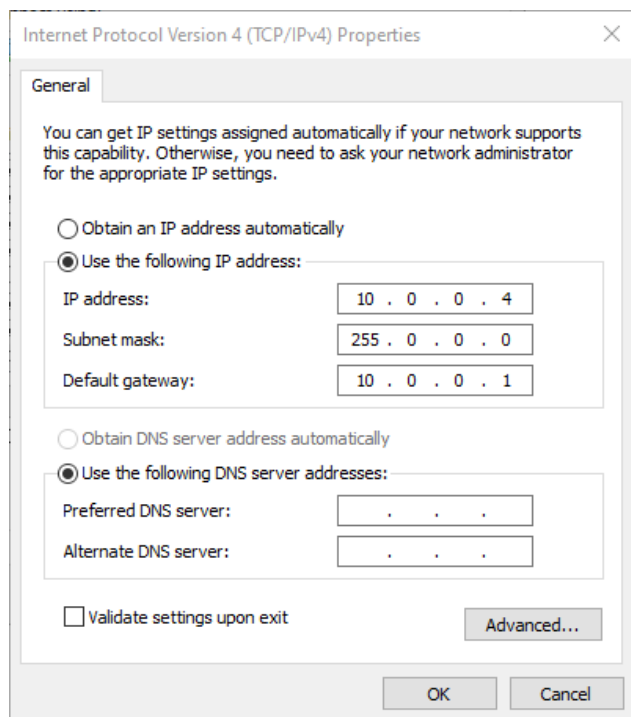 Internet Protocol Version 4 (TCP/IPv4) Properties
General
You can get IP settings assigned automatically if your network supports
this capability. Otherwise, you need to ask your network administrator
for the appropriate IP settings.
Obtain an IP address automatically
Use the following IP address:
IP address: 10 . 0 . 0 . 4
Subnet mask: 255 . 0 . 0 . 0
Default gateway: 10 . 0 . 0 . 1
Obtain DNS server address automatically
Use the following DNS server addresses:
Preferred DNS server: . . .
Alternate DNS server: . . .
Validate settings upon exit
Advanced...
OK Cancel